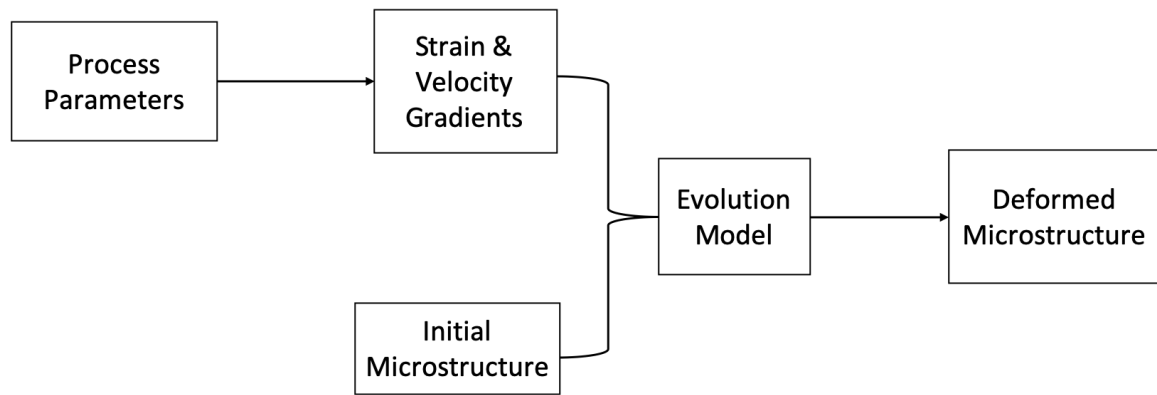 Process
Parameters
Strain &
Velocity
Gradients
Evolution
Model
Deformed
Microstructure
Initial
Microstructure